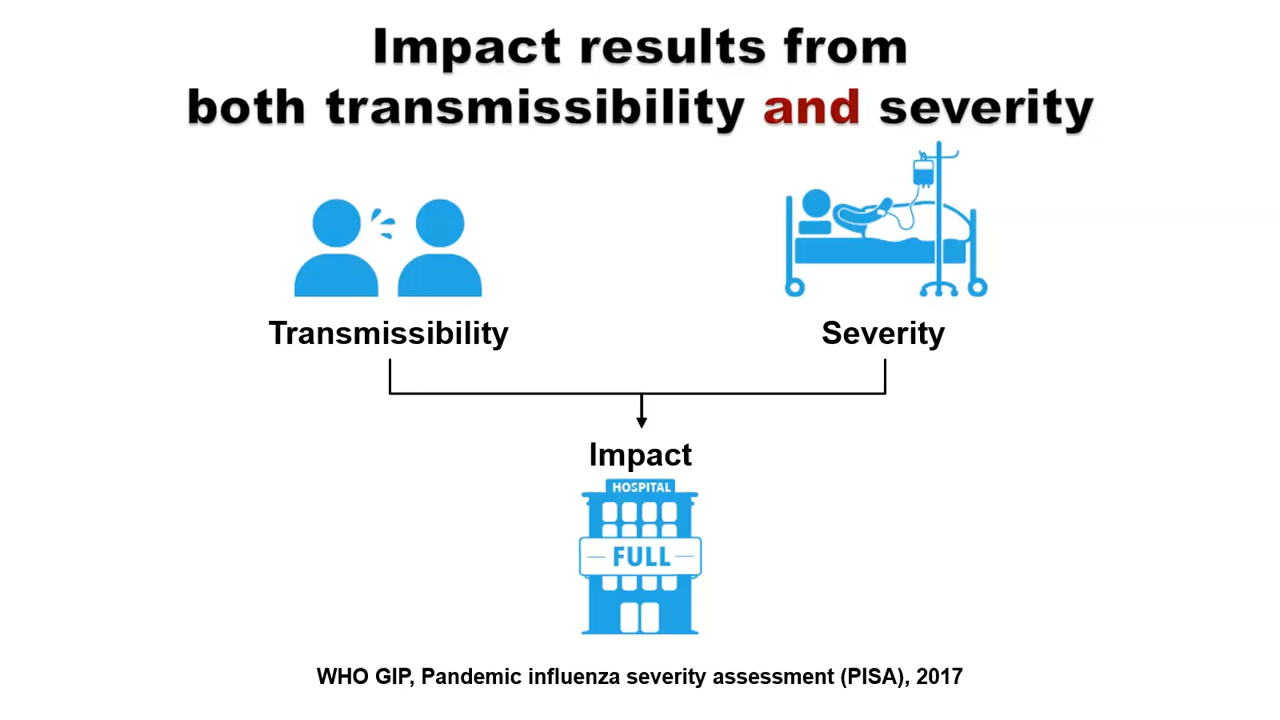 Impact results from
both transmissibility and severity
Transmissibility
Severity
Impact
HOSPITAL
FULL
WHO GIP, Pandemic influenza severity assessment (PISA), 2017